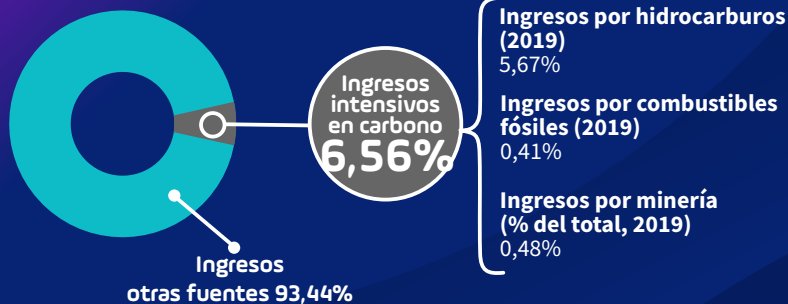 Ingresos
intensivos
en carbono
6,56%
Ingresos por hidrocarburos
(2019)
5,67%
Ingresos por combustibles
fósiles (2019)
0,41%
Ingresos por minería
(% del total, 2019)
0,48%
Ingresos
otras fuentes 93,44%